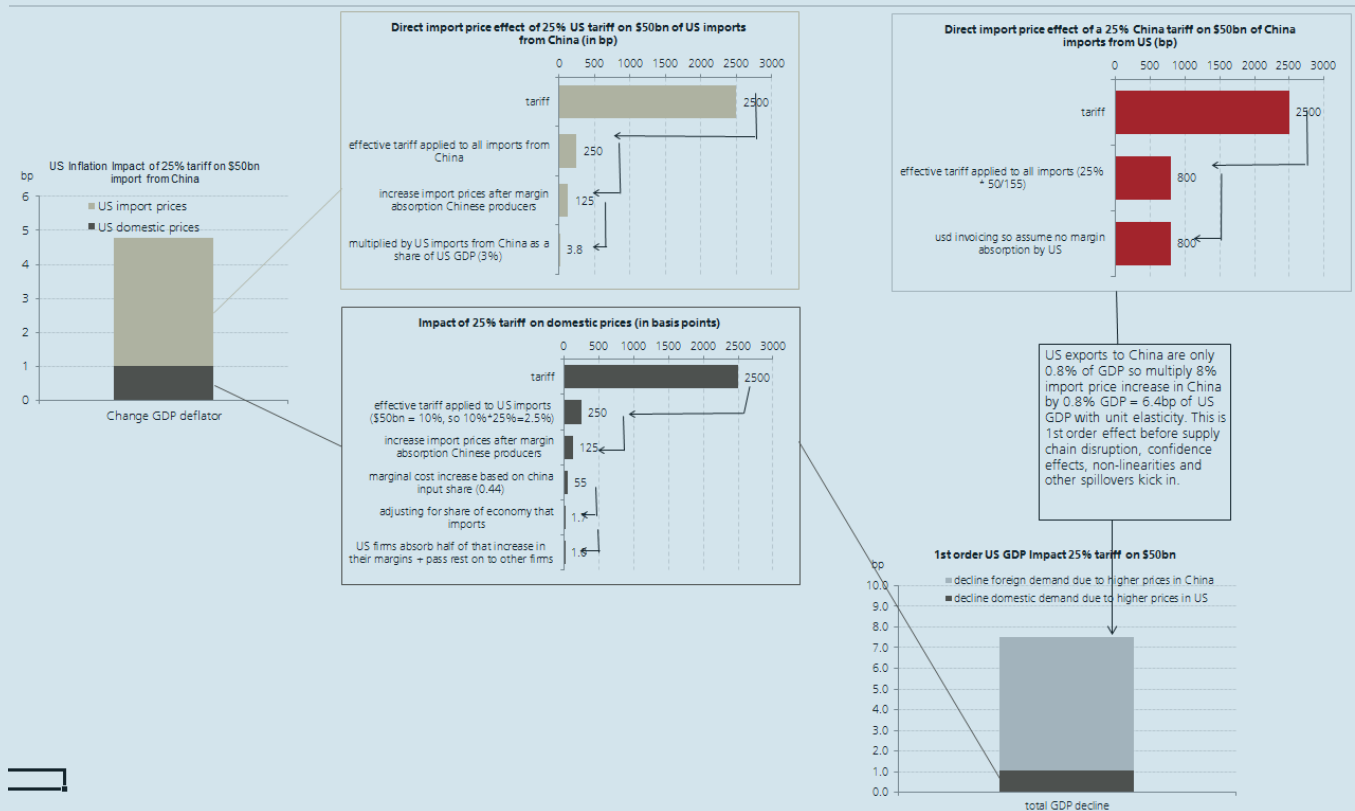 US Inflation Impact of 25% tariff on $50bn
import from China
bp
6
5
4
3
2
1
0
US import prices
US domestic prices
Change GDP deflator
Direct import price effect of 25% US tariff on $50bn of US imports
from China (in bp)
0 500 1000 1500 2000 2500 3000
tariff
2500
effective tariff applied to all imports from
China
250
increase import prices after margin
absorption Chinese producers
125
multiplied by US imports from China as a
share of US GDP (3%)
3.8
Impact of 25% tariff on domestic prices (in basis points)
0 500 1000 1500 2000 2500 3000
tariff
2500
effective tariff applied to US imports
($50bn = 10%, so 10%*25%=2.5%)
250
increase import prices after margin
absorption Chinese producers
125
marginal cost increase based on china
input share (0.44)
55
adjusting for share of economy that
imports
US firms absorb half of that increase in
their margins + pass rest on to other firms
Direct import price effect of a 25% China tariff on $50bn of China
imports from US (bp)
0 500 1000 1500 2000 2500 3000
tariff
2500
effective tariff applied to all imports (25%
* 50/155)
800
usd invoicing so assume no margin
absorption by US
800
US exports to China are only
0.8% of GDP so multiply 8%
import price increase in China
by 0.8% GDP = 6.4bp of US
GDP with unit elasticity. This is
1st order effect before supply
chain disruption, confidence
effects, non-linearities and
other spillovers kick in.
1st order US GDP Impact 25% tariff on $50bn
bp
decline foreign demand due to higher prices in China
decline domestic demand due to higher prices in US
10.0
9.0
8.0
7.0
6.0
5.0
4.0
3.0
2.0
1.0
0.0
total GDP decline